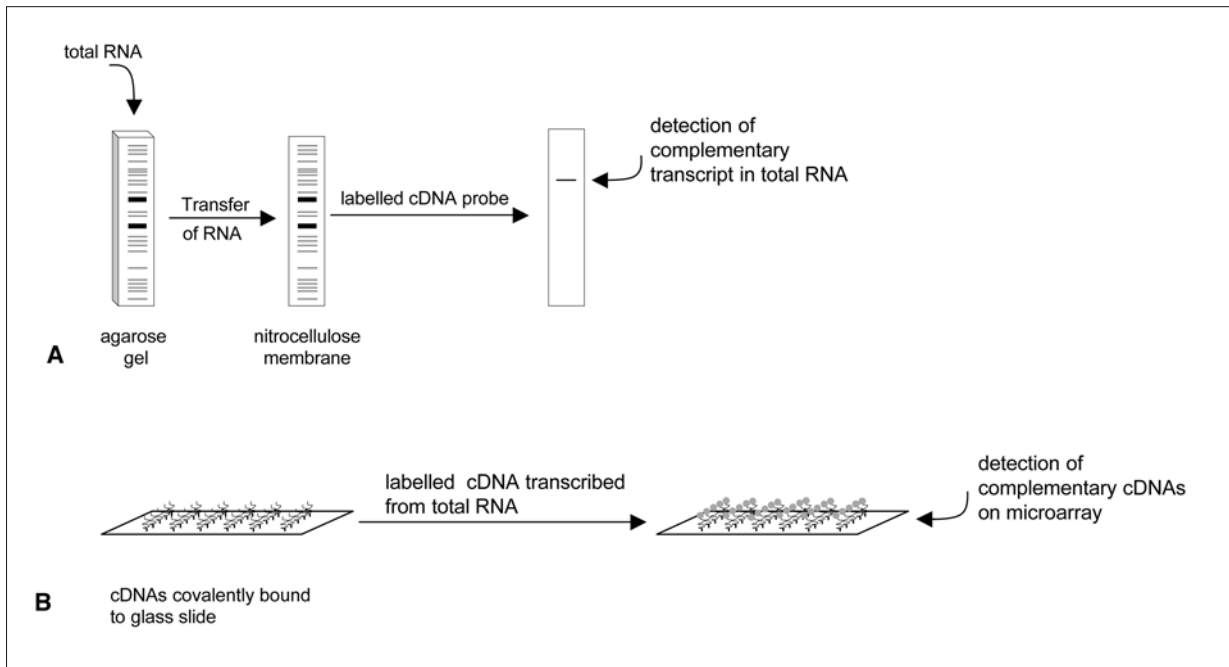 total RNA
detection of
complementary
transcript in total RNA
Transfer
of RNA
labelled cDNA probe
agarose
gel
nitrocellulose
membrane
A
labelled cDNA transcribed
from total RNA
detection of
complementary cDNAs
on microarray
B
cDNAs covalently bound
to glass slide